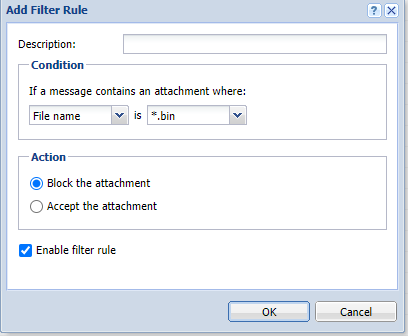 Add Filter Rule
Description:
Condition
If a message contains an attachment where:
File name is *.bin
Action
Block the attachment
Accept the attachment
Enable filter rule
OK Cancel